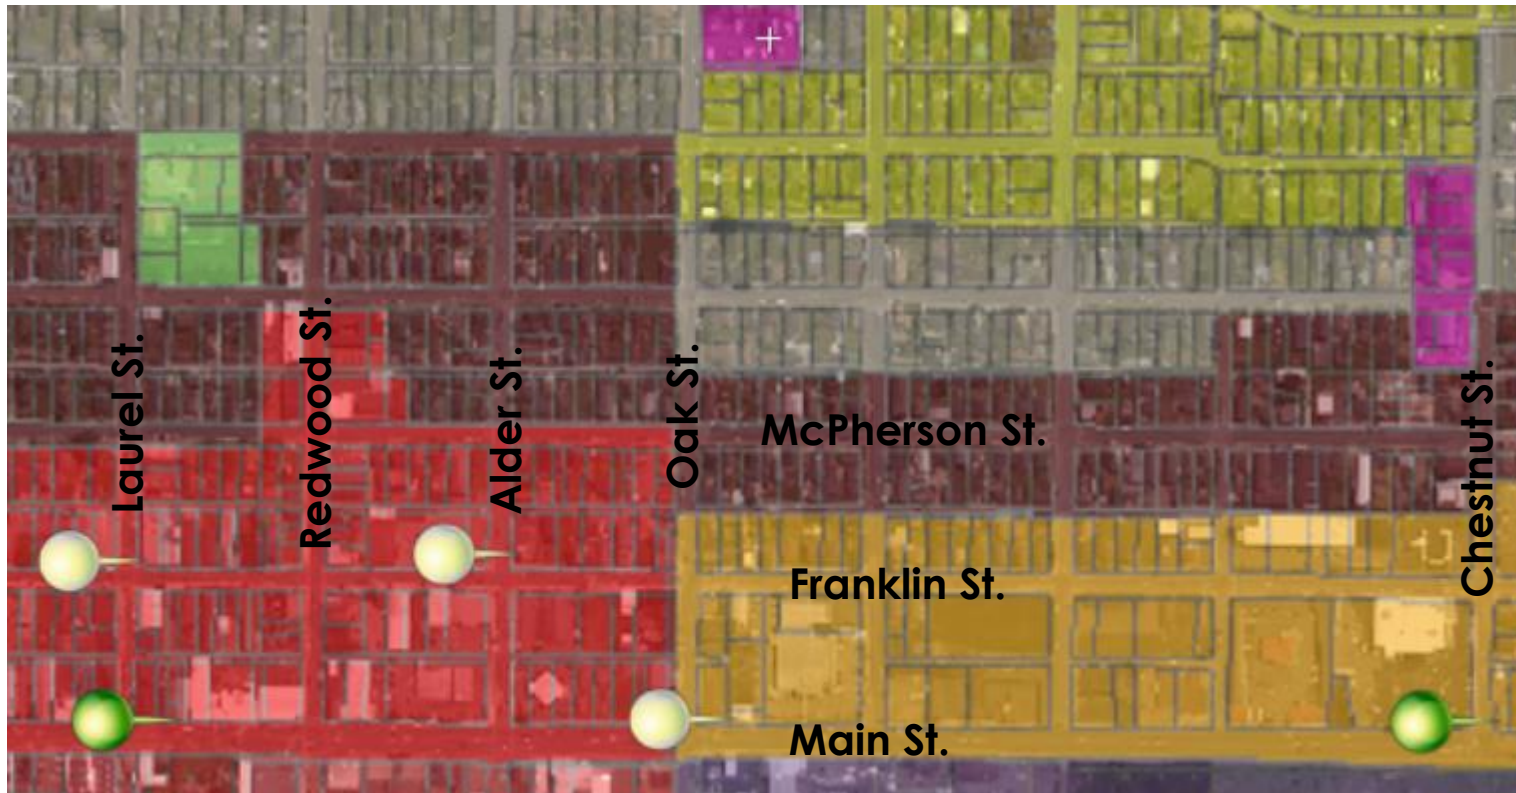 Laurel St.
Redwood St.
Alder St.
Oak St.
McPherson St.
Chestnut St.
Franklin St.
Main St.